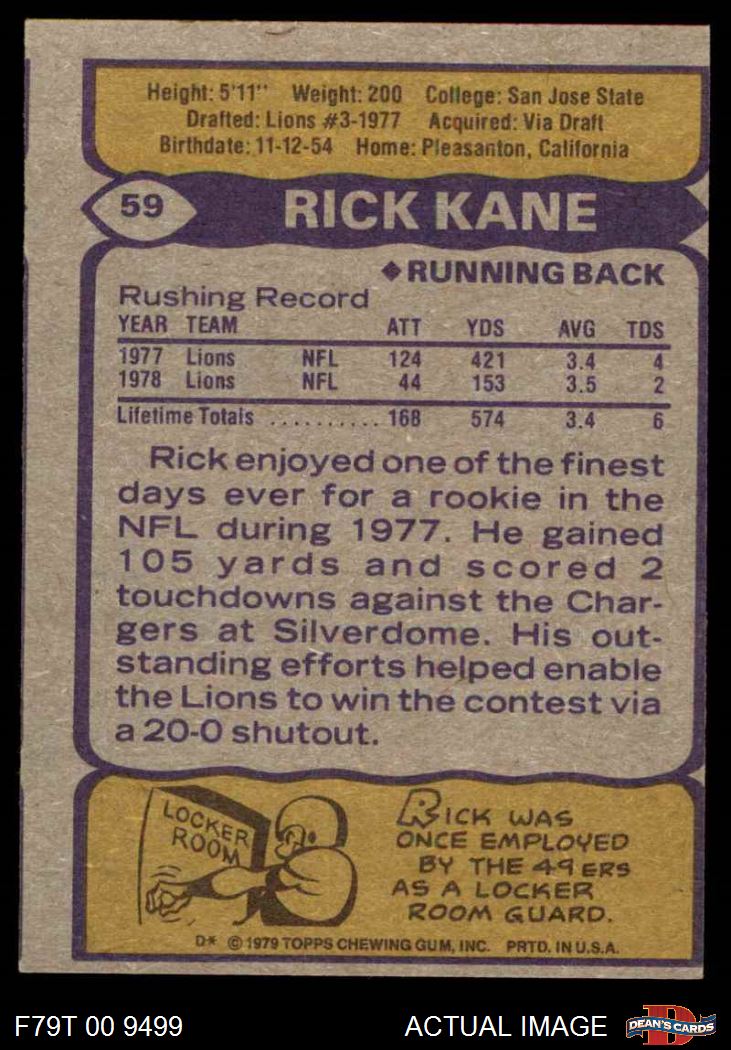 Height: 5'11" Weight: 200 College: San Jose State
Drafted: Lions #3-1977 Acquired: Via Draft
Birthdate: 11-12-54 Home: Pleasanton, California
59 RICK KANE
◆RUNNING BACK
Rushing Record
YEAR TEAM ATT YDS AVG TDS
1977 Lions NFL 124 421 3.4 4
1978 Lions NFL 44 153 3.5 2
Lifetime Totals .......... 168 574 3.4 6
Rick enjoyed one of the finest
days ever for a rookie in the
NFL during 1977. He gained
105 yards and scored 2
touchdowns against the Char-
gers at Silverdome. His out-
standing efforts helped enable
the Lions to win the contest via
a 20-0 shutout.
LOCKER
ROOM
RICK WAS
ONCE EMPLOYED
BY THE 49ERS
AS A LOCKER
ROOM GUARD.
D* © 1979 TOPPS CHEWING GUM, INC. PRTD. IN U.S.A.
F79T 00 9499 ACTUAL IMAGE DEAN'S CARDS